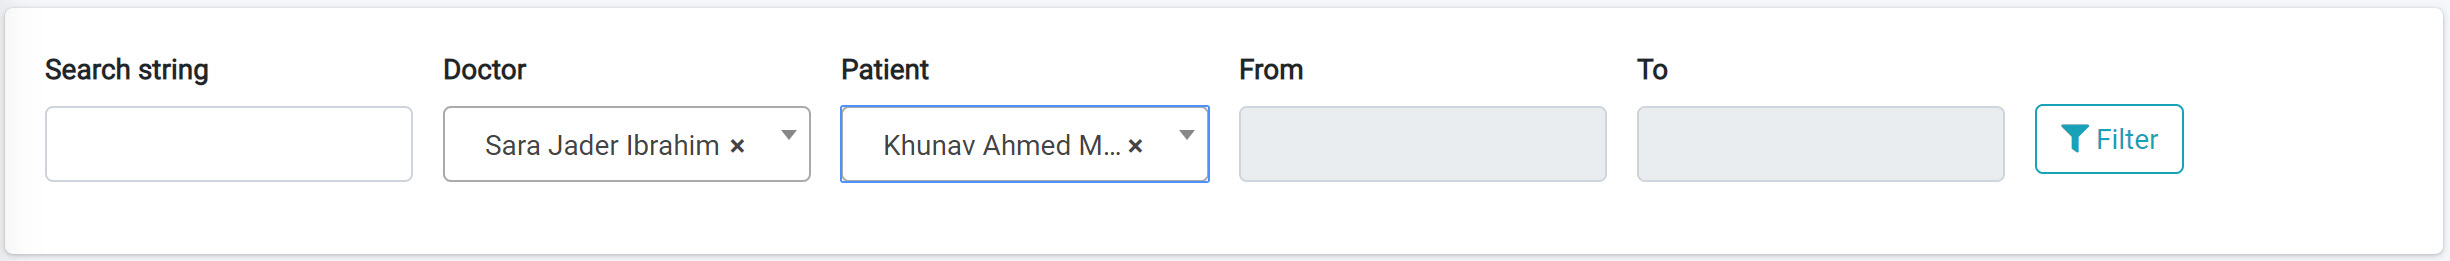 Search string
Doctor
Patient
From
To
Sara Jader Ibrahim ×
Khunav Ahmed M... ×
Filter